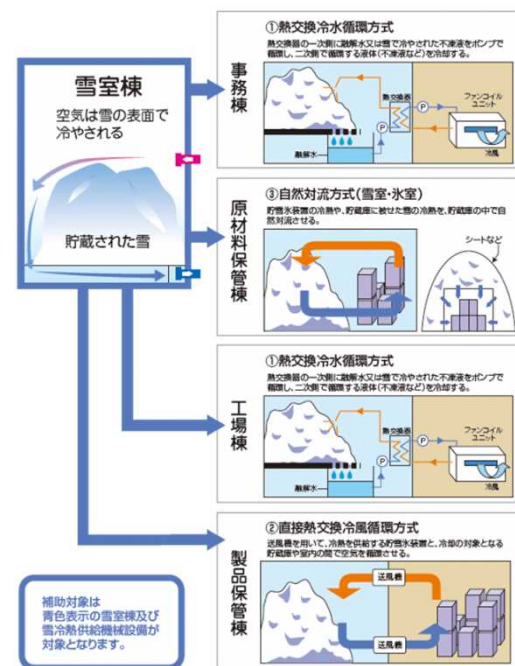 雪室棟
空気は雪の表面で
冷やされる
貯蔵された雪
事務棟
①熱交換冷水循環方式
熱交換器の一次側に融解水又は雪で冷やされた不凍液をポンプで
循環し、二次側で循環する液体(不凍液など)を冷却する。
熱交換器
P
P
ファンコイル
ユニット
冷風
融解水
原材料保管棟
③自然対流方式(雪室・氷室)
貯雪氷装置の冷熱や、貯蔵庫に被せた雪の冷熱を、貯蔵庫の中で自
然対流させる。
シートなど
工場棟
①熱交換冷水循環方式
熱交換器の一次側に融解水又は雪で冷やされた不凍液をポンプで
循環し、二次側で循環する液体(不凍液など)を冷却する。
熱交換器
P
P
ファンコイル
ユニット
冷風
融解水
製品保管棟
②直接熱交換冷風循環方式
送風機を用いて、冷熱を供給する貯雪氷装置と、冷却の対象となる
貯蔵庫や室内の間で空気を循環させる。
送風機
送風機
補助対象は
青色表示の雪室棟及び
雪冷熱供給機械設備が
対象となります。